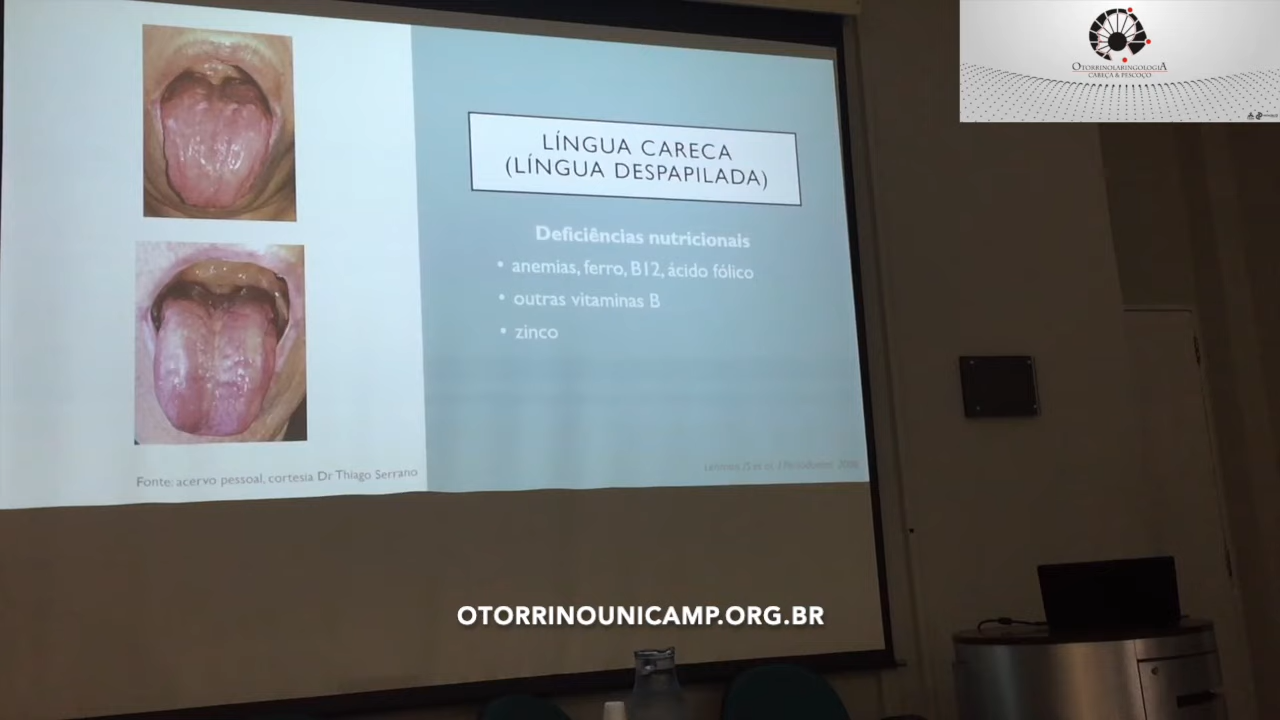 OTORRINOLARINGOLOGIA
CABEÇA & PESCOÇO
LÍNGUA CARECA
(LÍNGUA DESPAPILADA)
Deficiências nutricionais
• anemias, ferro, B12, ácido fólico
• outras vitaminas B
• zinco
Fonte: acervo pessoal, cortesia Dr Thiago Serrano
OTORRINOUNICAMP.ORG.BR